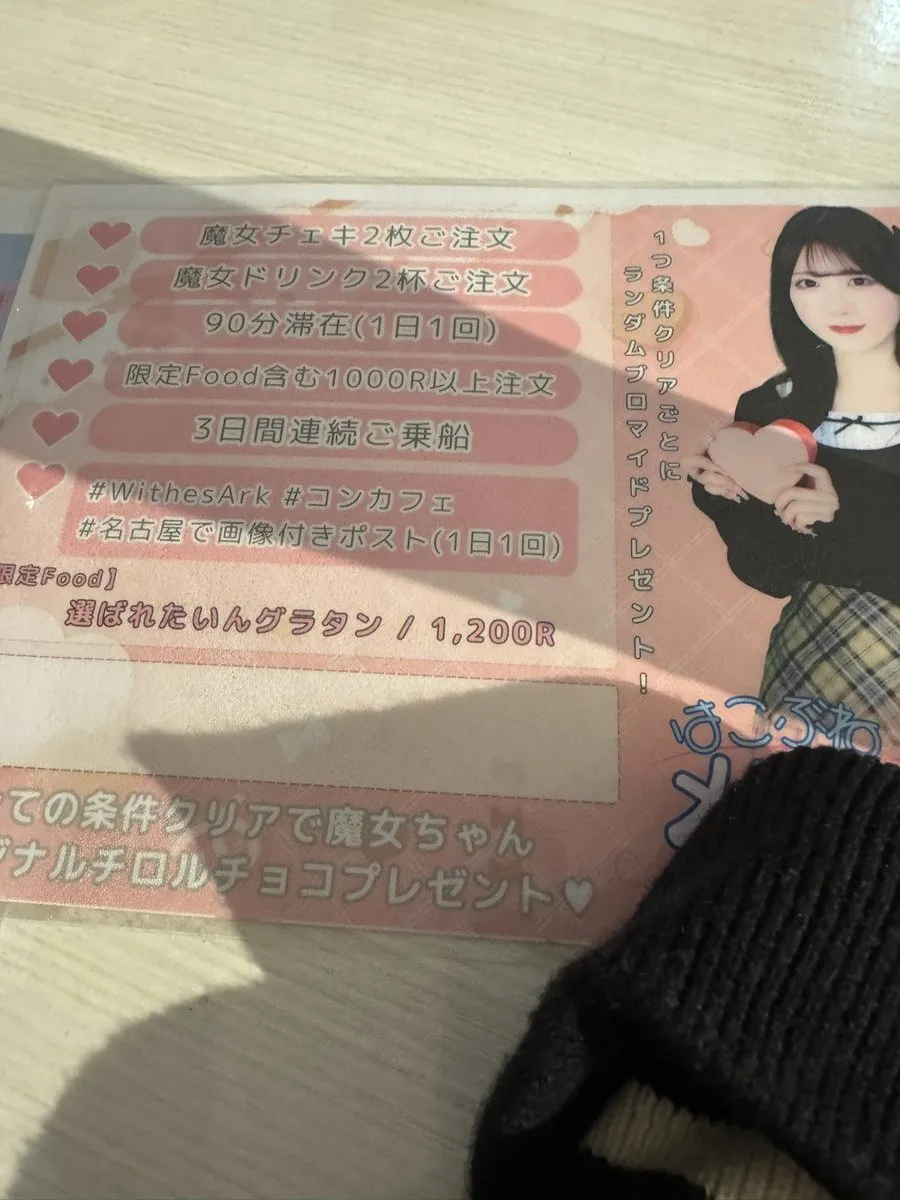 魔女チェキ2枚ご注文
魔女ドリンク2杯ご注文
90分滞在(1日1回)
限定Food含む1000R以上注文
3日間連続ご乗船
#WithesArk #コンカフェ
#名古屋で画像付きポスト(1日1回)
限定Food】
選ばれたいんグラタン / 1,200R
ての条件クリアで魔女ちゃん
ジナルチロルチョコプレゼント♥
1つ条件クリアごとに
ランダムブロマイドプレゼント!
はこぶね